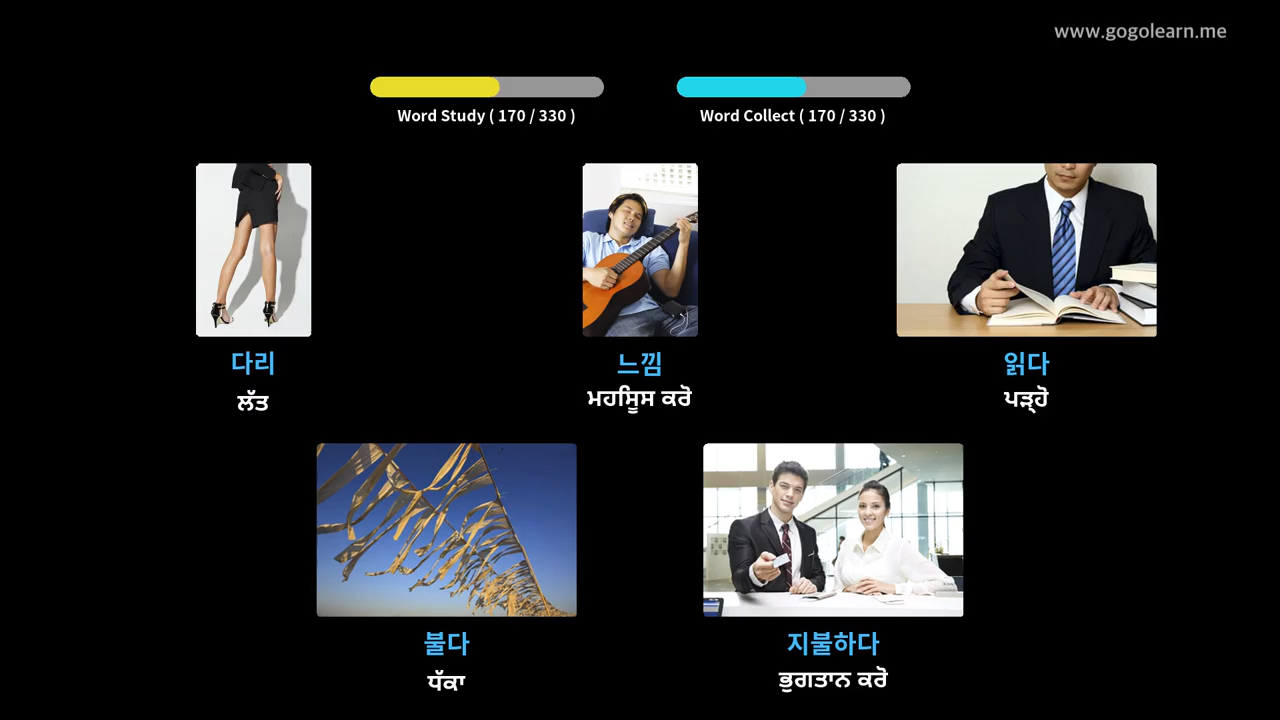 www.gogolearn.me
Word Study ( 170 / 330 )
Word Collect ( 170 / 330 )
다리
ਲੱਤ
느낌
ਮਹਸਿੂਸ ਕਰੋ
읽다
ਪੜ੍ਹੋ
불다
ਧੱਕਾ
지불하다
ਭੁਗਤਾਨ ਕਰੋ